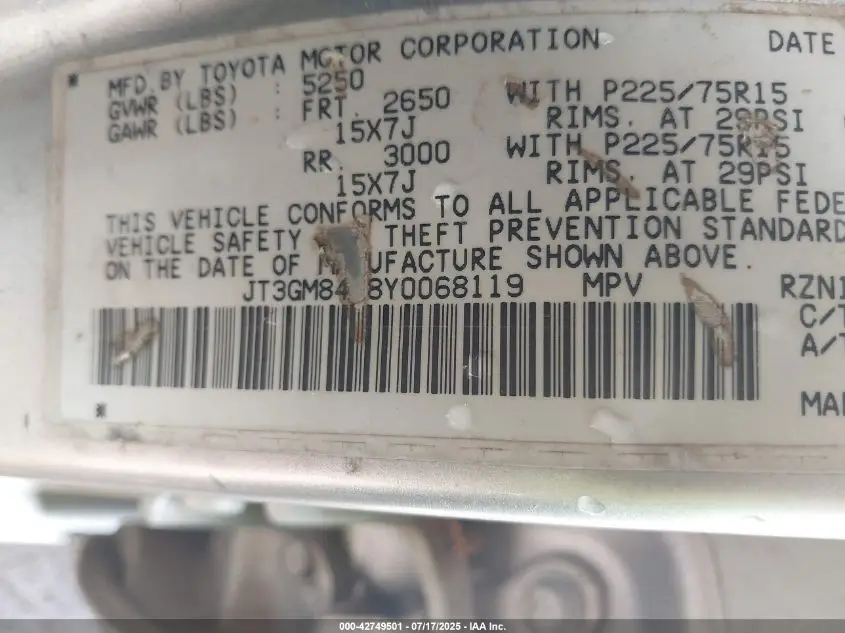 MFD.BY TOYOTA MOTOR CORPORATION DATE
GVWR (LBS) : 5250
GAWR (LBS) : FRT. 2650 WITH P225/75R15
15X7J RIMS. AT 29PSI
RR. 3000 WITH P225/75R15
15X7J RIMS. AT 29PSI
THIS VEHICLE CONFORMS TO ALL APPLICABLE FEDE
VEHICLE SAFETY THEFT PREVENTION STANDARD
ON THE DATE OF MANUFACTURE SHOWN ABOVE.
8Y0068119 MPV RZN1
C/T
A/T
MAD
000-42749501 - 07/17/2025 - IAA Inc.